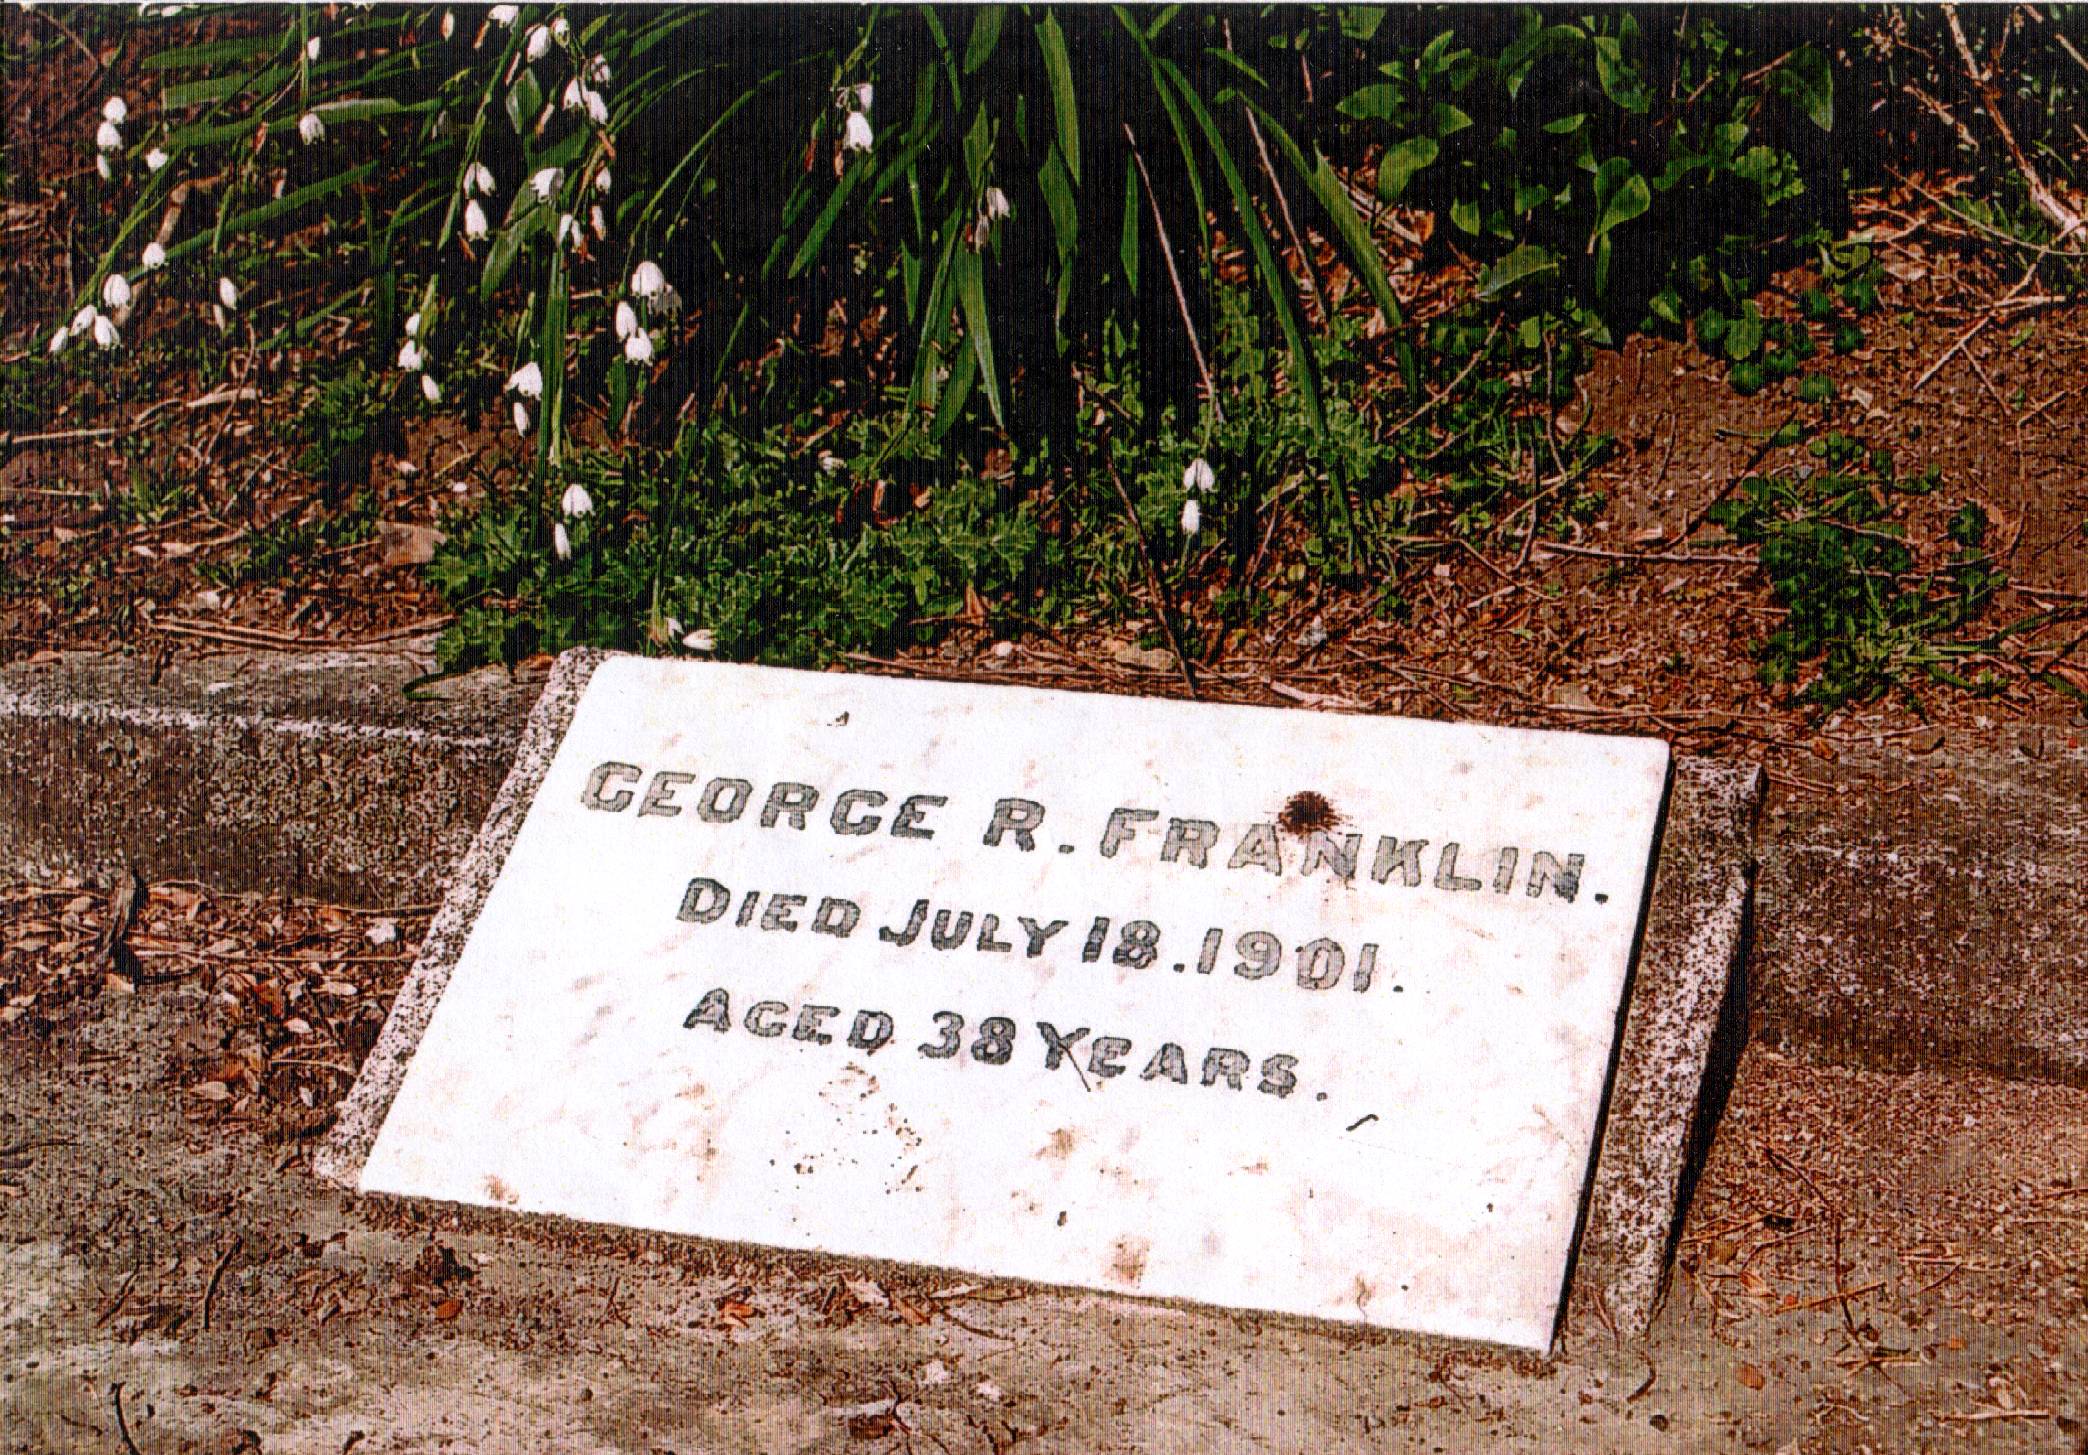 GEORGE R. FRANKLIN.
DIED JULY 18.1901.
AGED 38 YEARS.